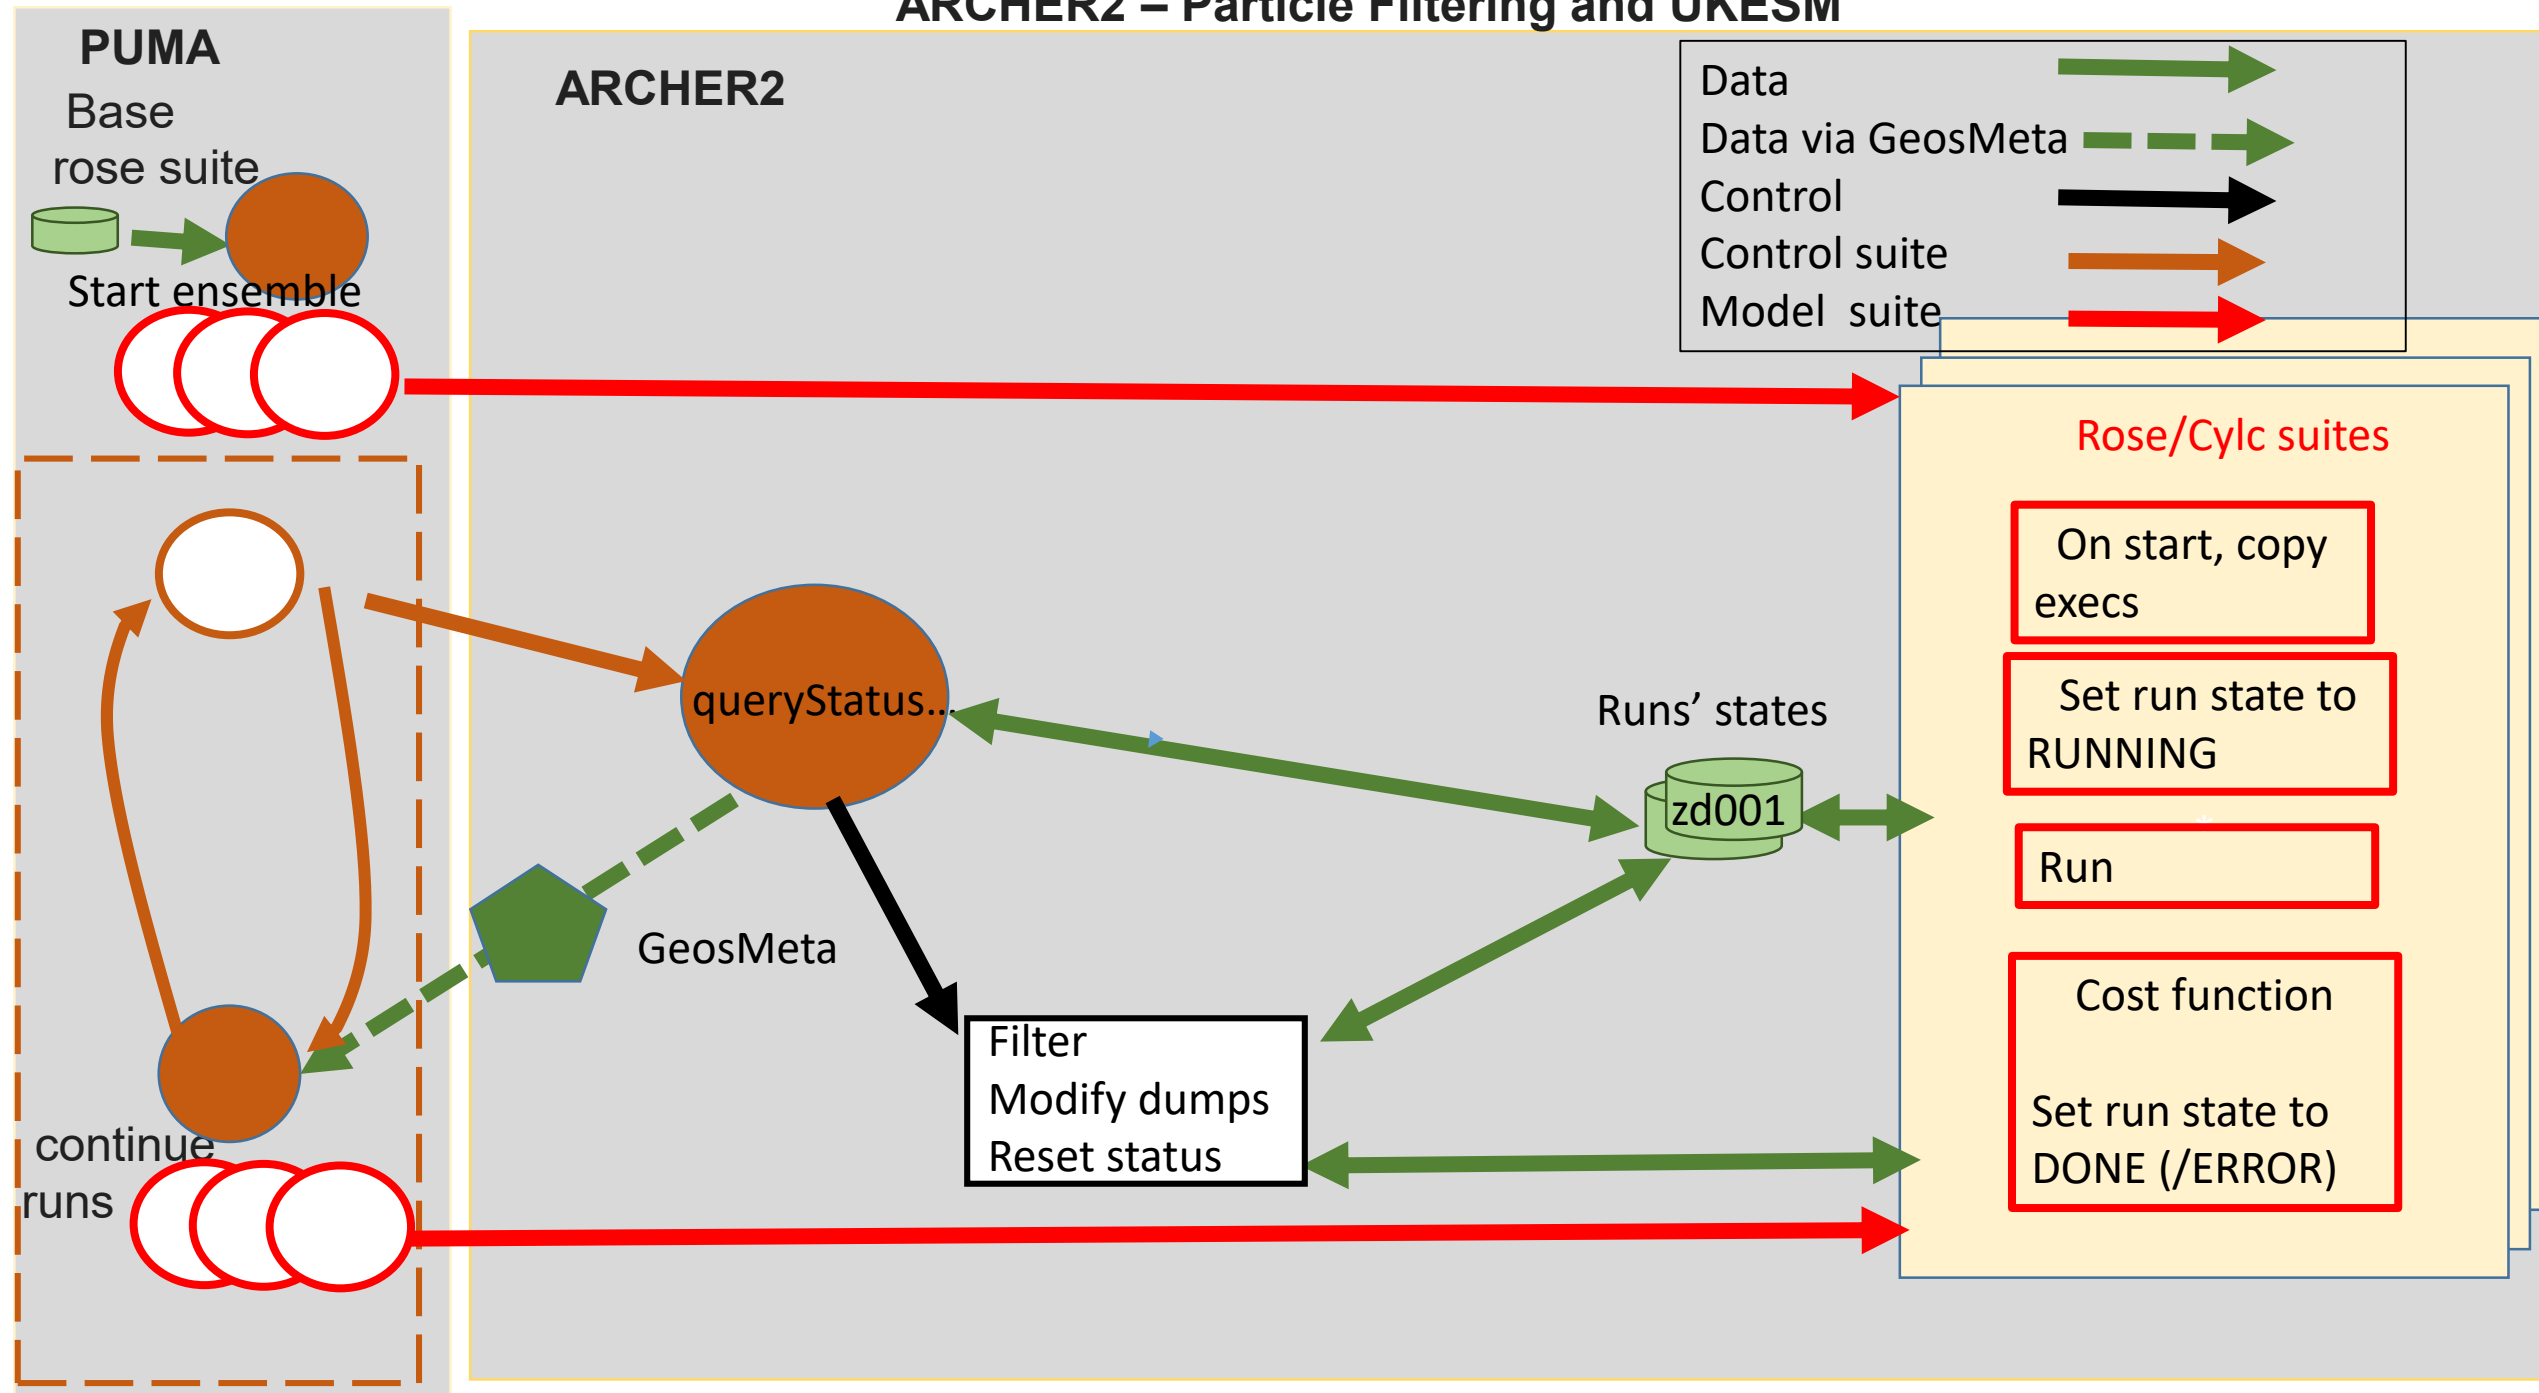 ARCHER2 – Particle Filtering and UKESM
PUMA
Base
rose suite
Start ensemble
continue
runs
ARCHER2
Data
Data via GeosMeta
Control
Control suite
Model  suite
queryStatus...
GeosMeta
Filter
Modify dumps
Reset status
Runs’ states
zd001
Rose/Cylc suites
On start, copy
execs
Set run state to
RUNNING
*
Run
Cost function
Set run state to
DONE (/ERROR)